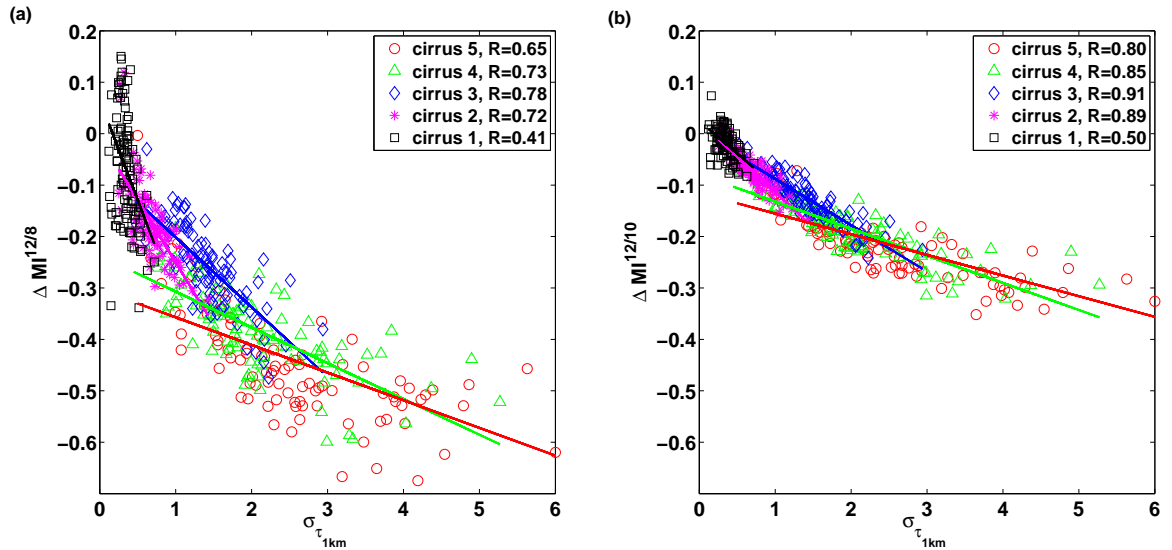 (a)
0.2
0.1
0
−0.1
−0.2
−0.3
−0.4
−0.5
−0.6
Δ MI^12/8
cirrus 5, R=0.65
cirrus 4, R=0.73
cirrus 3, R=0.78
cirrus 2, R=0.72
cirrus 1, R=0.41
0 1 2 3 4 5 6
σ_τ_1km
(b)
0.2
0.1
0
−0.1
−0.2
−0.3
−0.4
−0.5
−0.6
Δ MI^12/10
cirrus 5, R=0.80
cirrus 4, R=0.85
cirrus 3, R=0.91
cirrus 2, R=0.89
cirrus 1, R=0.50
0 1 2 3 4 5 6
σ_τ_1km